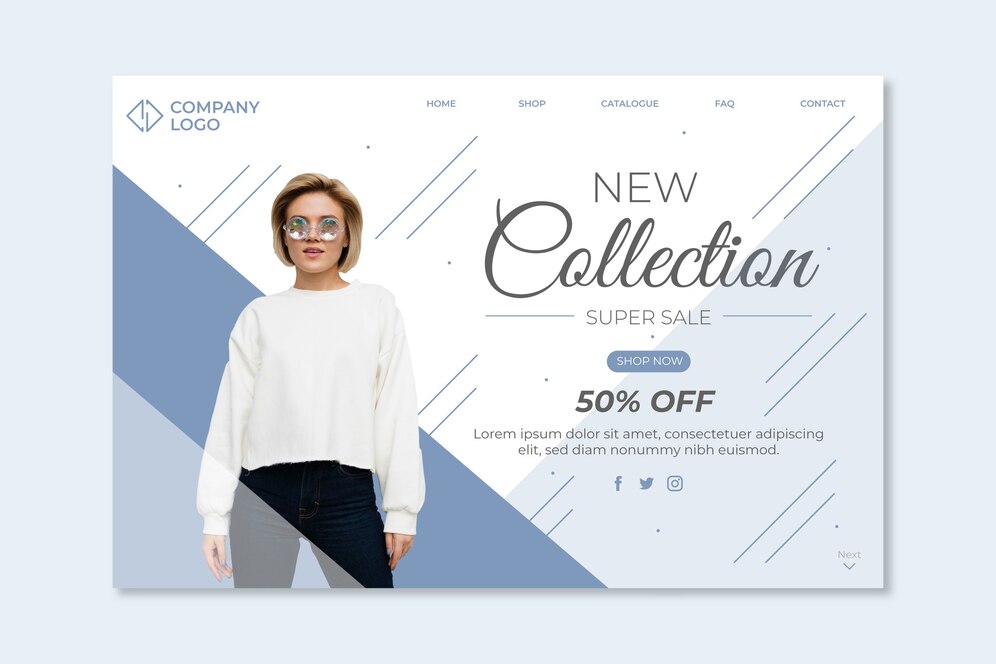 COMPANY
LOGO
HOME
SHOP
CATALOGUE
FAQ
CONTACT
NEW
Collection
SUPER SALE
SHOP NOW
50% OFF
Lorem ipsum dolor sit amet, consectetuer adipiscing
elit, sed diam nonummy nibh euismod.
Next